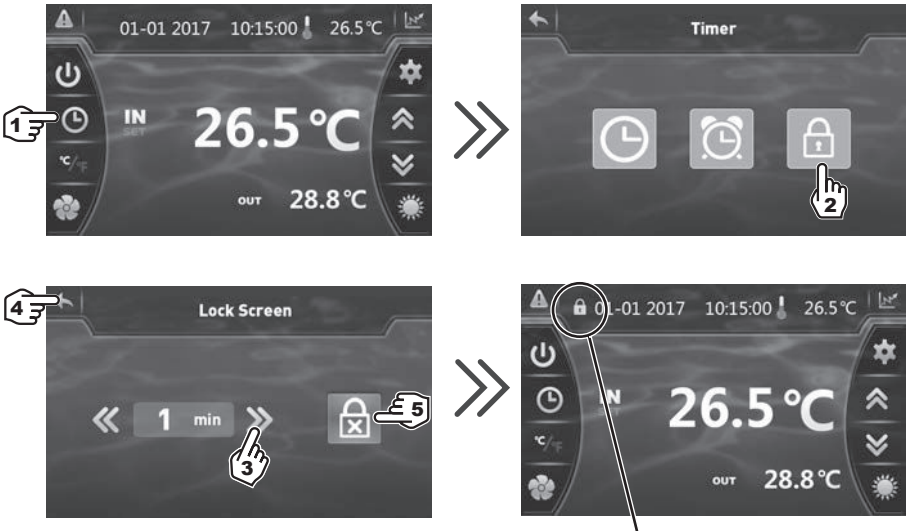 01-01 2017 10:15:00 26.5°C
1
IN
SET
26.5°C
°C/°F
OUT 28.8°C
Timer
2
4
Lock Screen
1 min
5
3
01-01 2017 10:15:00 26.5°C
IN
SET
26.5°C
°C/°F
OUT 28.8°C